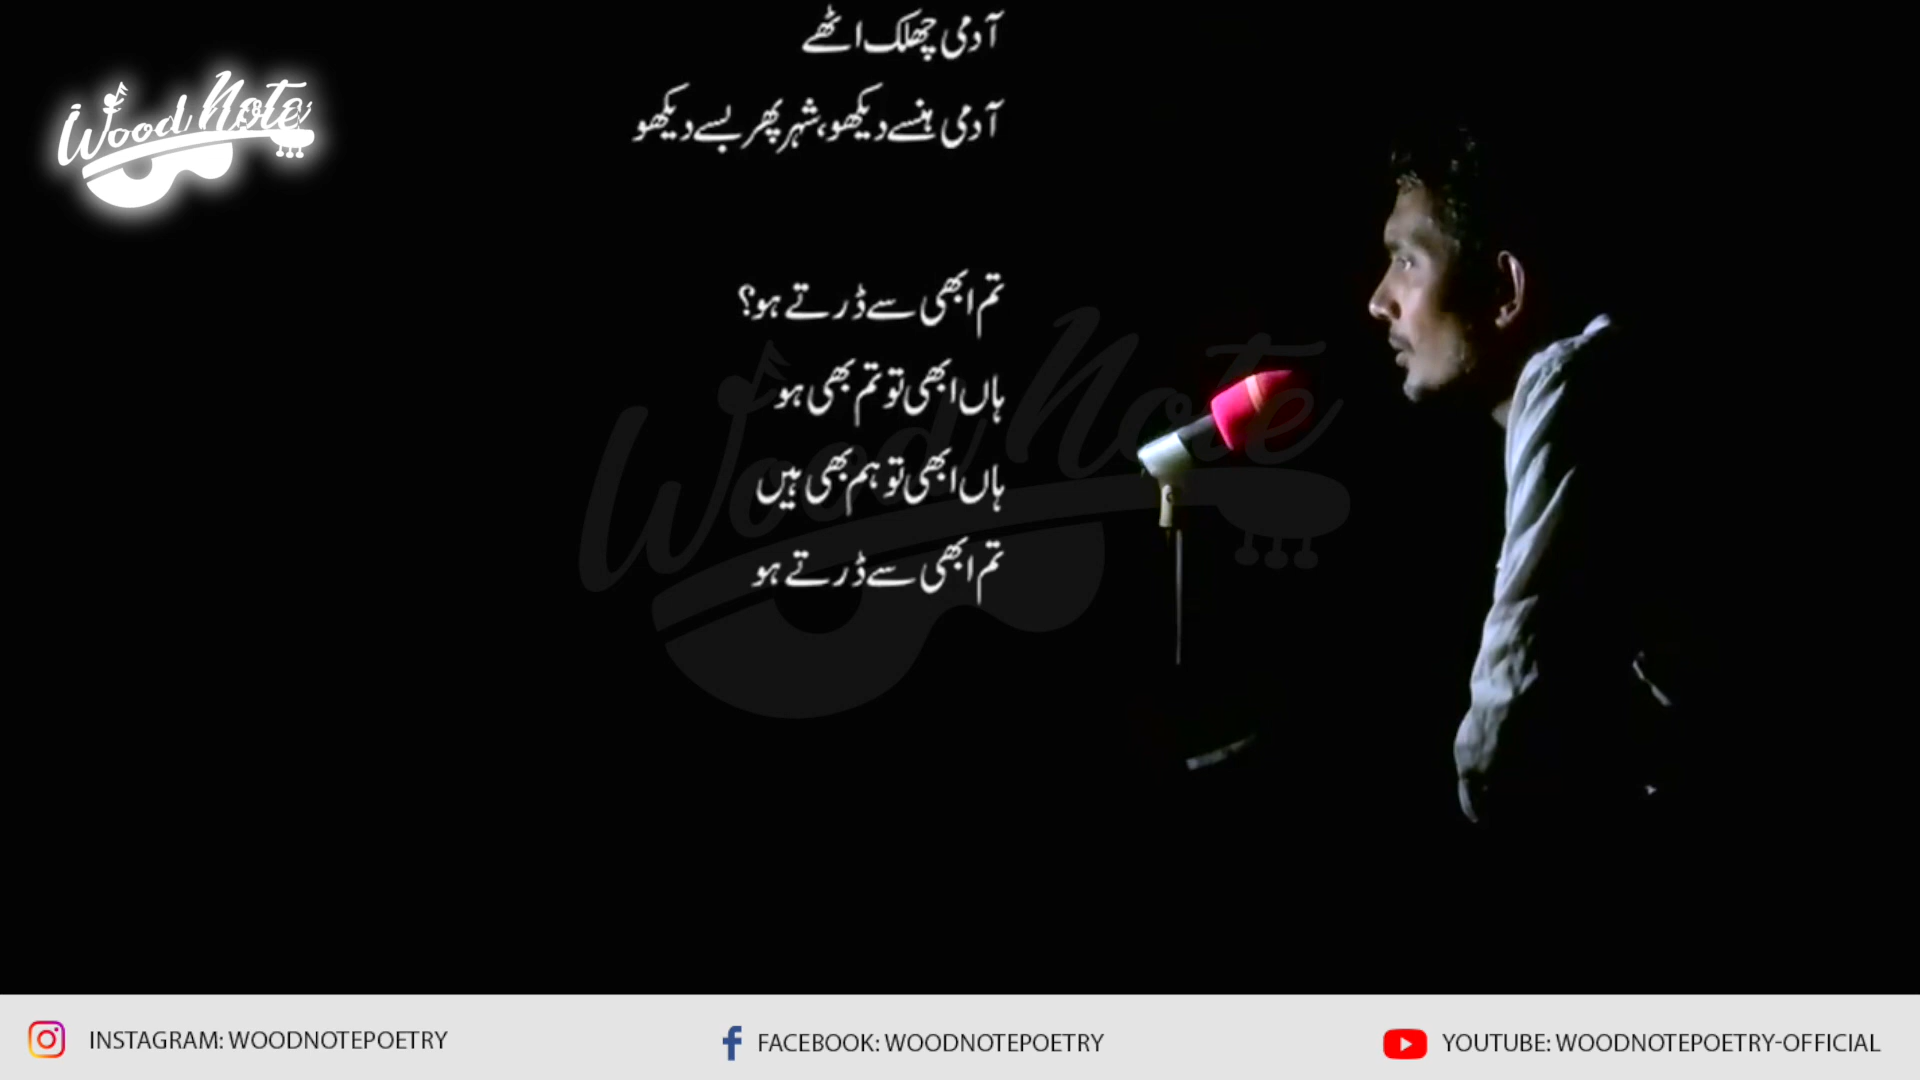 Wood Note
آدمی چھلک اٹھے
آدمی ہنسے دیکھو، شہر پھر بسے دیکھو
تم ابھی سے ڈرتے ہو؟
ہاں ابھی تو تم بھی ہو
ہاں ابھی تو ہم بھی ہیں
تم ابھی سے ڈرتے ہو
Wood Note
INSTAGRAM: WOODNOTEPOETRY
FACEBOOK: WOODNOTEPOETRY
YOUTUBE: WOODNOTEPOETRY-OFFICIAL